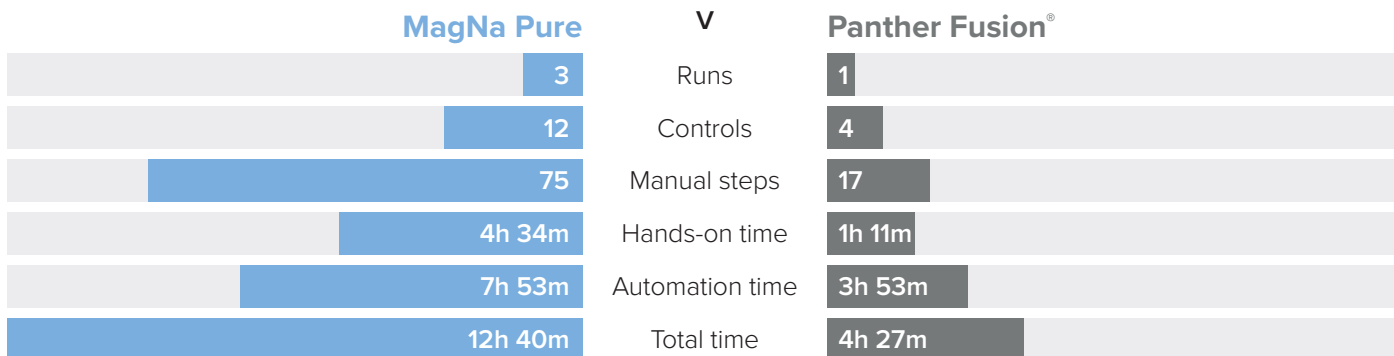 MagNa Pure v Panther Fusion®
3 Runs 1
12 Controls 4
75 Manual steps 17
4h 34m Hands-on time 1h 11m
7h 53m Automation time 3h 53m
12h 40m Total time 4h 27m